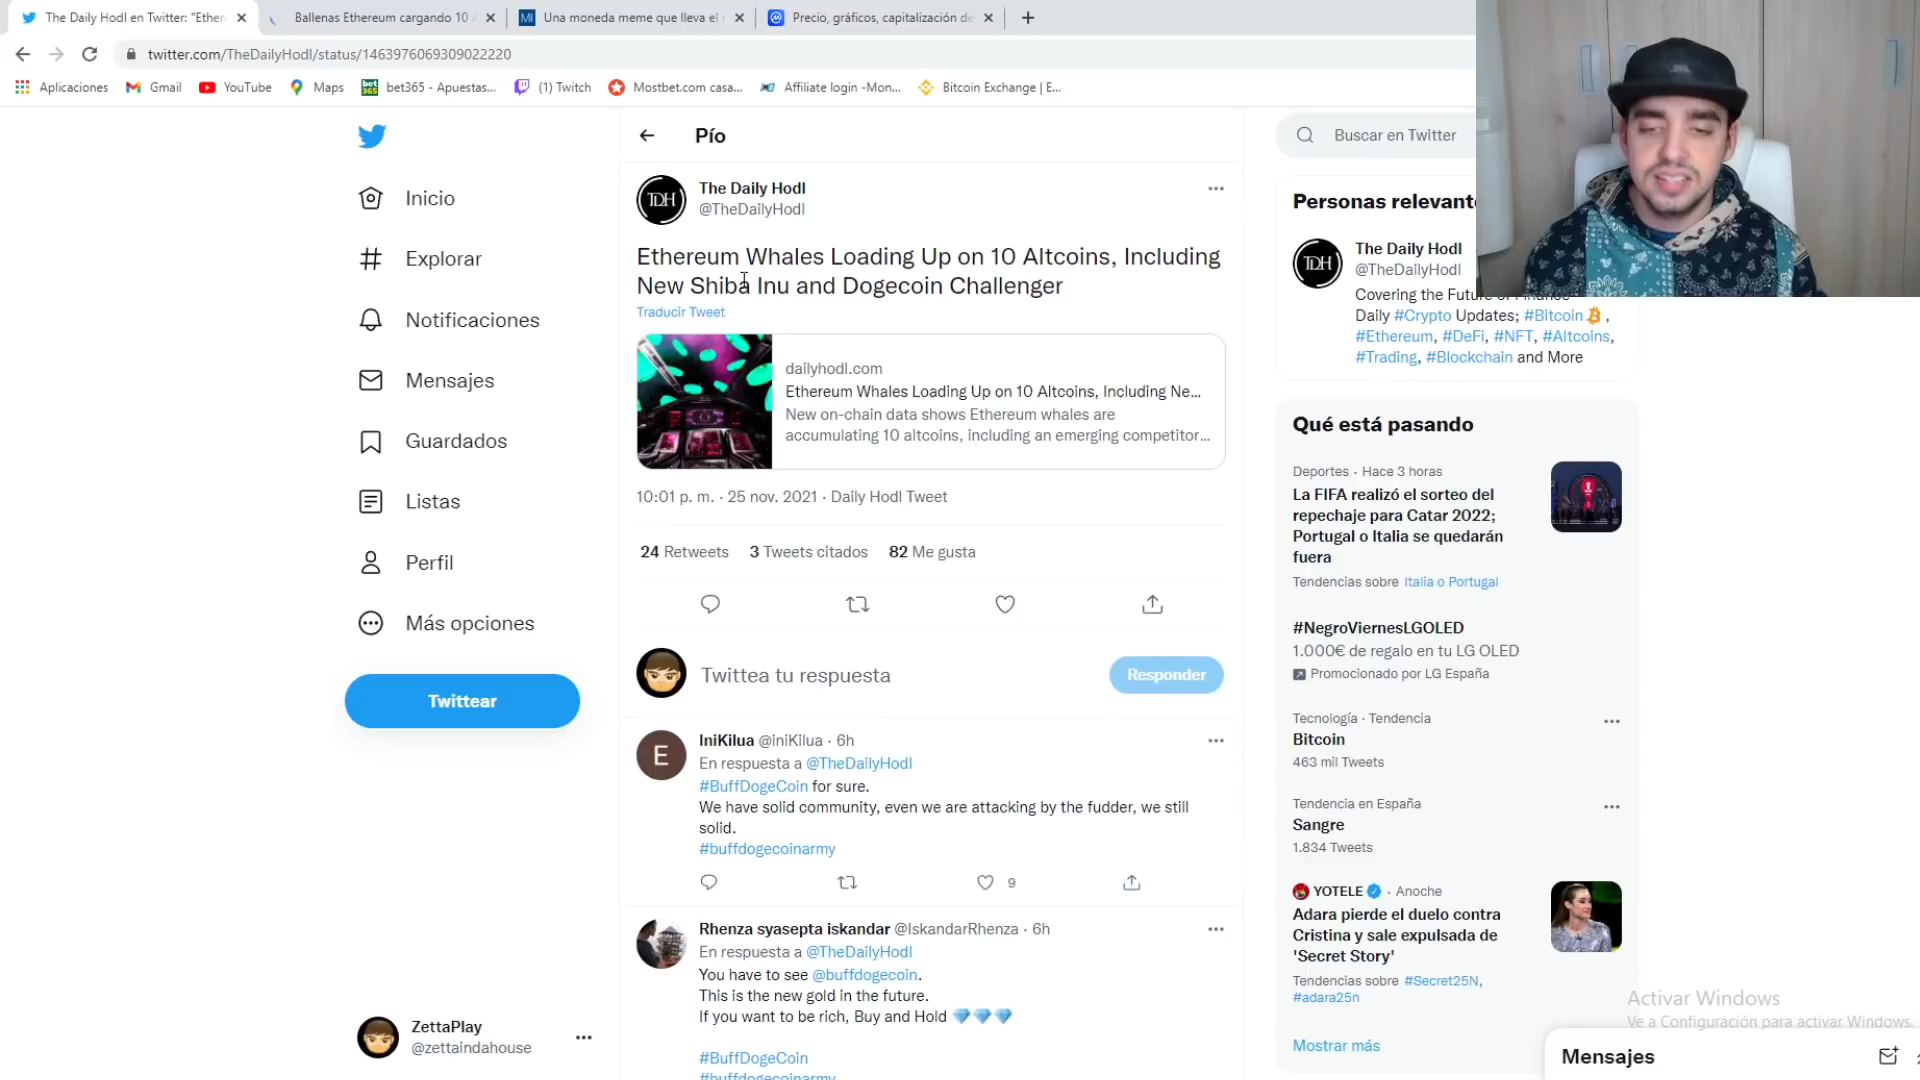 The Daily Hodl en Twitter: "Ether
Ballenas Ethereum cargando 10 A
MI Una moneda meme que lleva el
Precio, gráficos, capitalización de
twitter.com/TheDailyHodl/status/1463976069309022220
Aplicaciones
Gmail
YouTube
Maps
bet365 bet365 - Apuestas...
(1) Twitch
Mostbet.com casa...
Affiliate login -Mon...
Bitcoin Exchange | E...
Inicio
Explorar
Notificaciones
Mensajes
Guardados
Listas
Perfil
Más opciones
Twittear
ZettaPlay
@zettaindahouse
Pío
TDH
The Daily Hodl
@TheDailyHodl
Ethereum Whales Loading Up on 10 Altcoins, Including
New Shiba Inu and Dogecoin Challenger
Traducir Tweet
dailyhodl.com
Ethereum Whales Loading Up on 10 Altcoins, Including Ne...
New on-chain data shows Ethereum whales are
accumulating 10 altcoins, including an emerging competitor...
10:01 p. m. · 25 nov. 2021 · Daily Hodl Tweet
24 Retweets 3 Tweets citados 82 Me gusta
Twittea tu respuesta
Responder
E
IniKilua @iniKilua · 6h
En respuesta a @TheDailyHodl
#BuffDogeCoin for sure.
We have solid community, even we are attacking by the fudder, we still
solid.
#buffdogecoinarmy
9
Rhenza syasepta iskandar @IskandarRhenza · 6h
En respuesta a @TheDailyHodl
You have to see @buffdogecoin.
This is the new gold in the future.
If you want to be rich, Buy and Hold 💎💎💎
#BuffDogeCoin
#buffdogecoinarmy
Buscar en Twitter
Personas relevant
TDH
The Daily Hodl
@TheDailyHodl
Covering the Future of Finance
Daily #Crypto Updates; #Bitcoin ,
#Ethereum, #DeFi, #NFT, #Altcoins,
#Trading, #Blockchain and More
Qué está pasando
Deportes · Hace 3 horas
La FIFA realizó el sorteo del
repechaje para Catar 2022;
Portugal o Italia se quedarán
fuera
Tendencias sobre Italia o Portugal
#NegroViernesLGOLED
1.000€ de regalo en tu LG OLED
Promocionado por LG España
Tecnología · Tendencia
Bitcoin
463 mil Tweets
Tendencia en España
Sangre
1.834 Tweets
YOTELE · Anoche
Adara pierde el duelo contra
Cristina y sale expulsada de
'Secret Story'
Tendencias sobre #Secret25N,
#adara25n
Mostrar más
Activar Windows
Ve a Configuración para activar Windows.
Mensajes